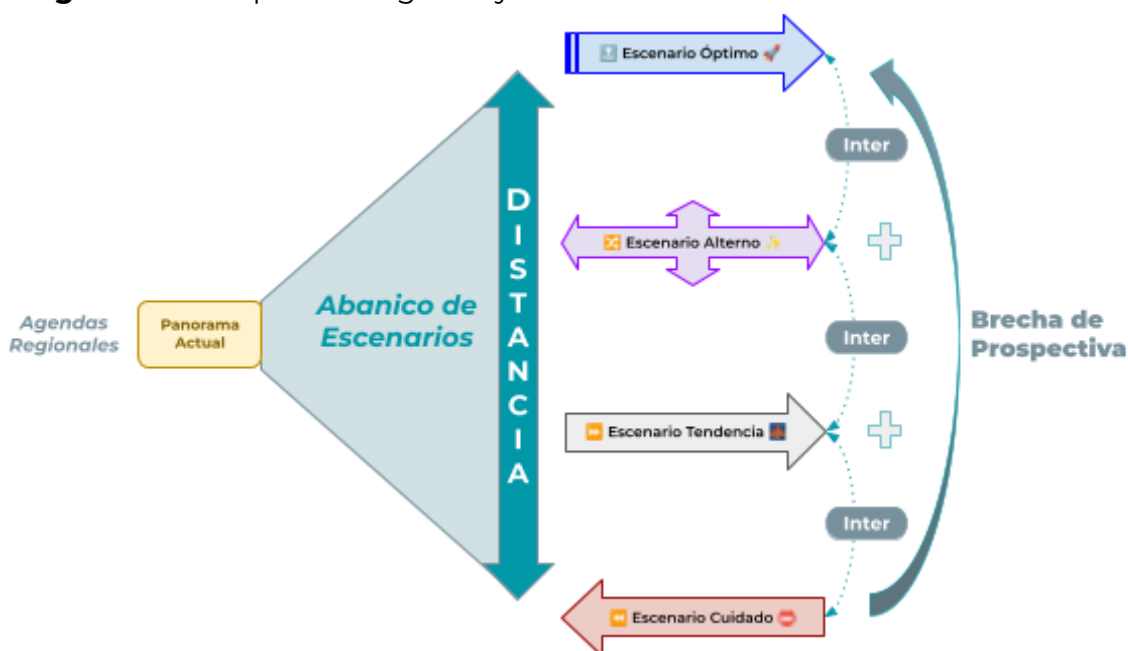 🔝 Escenario Óptimo 🚀
Inter
DISTANCIA
🔀 Escenario Alterno ✨
Abanico de
Escenarios
Agendas
Regionales
Panorama
Actual
Inter
Brecha de
Prospectiva
⏩ Escenario Tendencia
Inter
⏪ Escenario Cuidado ⛔